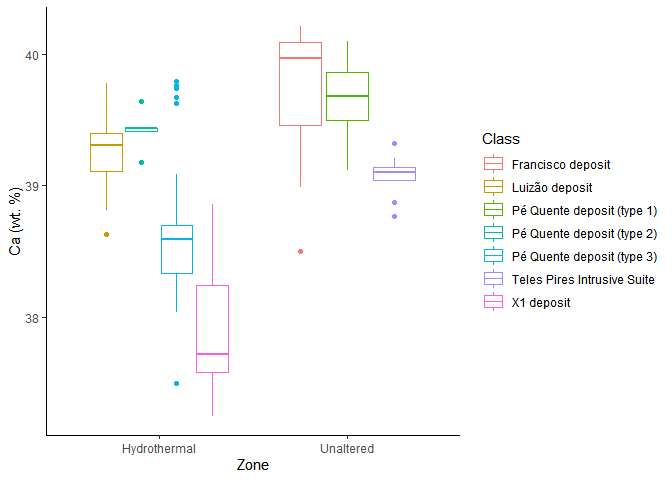 40
39
38
Ca (wt. %)
Hydrothermal
Unaltered
Zone
Class
Francisco deposit
Luizão deposit
Pé Quente deposit (type 1)
Pé Quente deposit (type 2)
Pé Quente deposit (type 3)
Teles Pires Intrusive Suite
X1 deposit